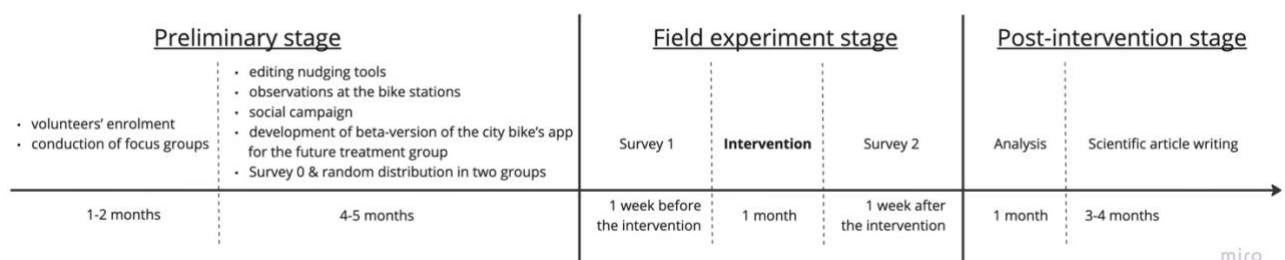 Preliminary stage
Field experiment stage
Post-intervention stage
• volunteers' enrolment
• conduction of focus groups
• editing nudging tools
• observations at the bike stations
• social campaign
• development of beta-version of the city bike's app
for the future treatment group
• Survey 0 & random distribution in two groups
Survey 1
Intervention
Survey 2
Analysis
Scientific article writing
1-2 months
4-5 months
1 week before
the intervention
1 month
1 week after
the intervention
1 month
3-4 months
miro